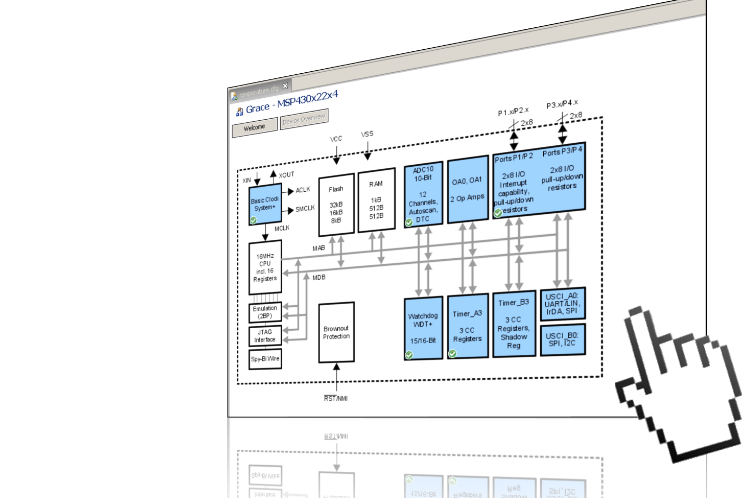 temperature.cfg
Grace - MSP430x22x4
Welcome
Device Overview
P1.x/P2.x
P3.x/P4.x
2x8
2x8
VCC
VSS
XIN
XOUT
Basic Clock
System+
ACLK
SMCLK
MCLK
Flash
32kB
16kB
8kB
RAM
1kB
512B
512B
ADC10
10-Bit
12
Channels,
Autoscan,
DTC
OA0, OA1
2 Op Amps
Ports P1/P2
2x8 I/O
Interrupt
capability,
pull-up/down
resistors
Ports P3/P4
2x8 I/O
pull-up/down
resistors
MAB
MDB
16MHz
CPU
incl. 16
Registers
Emulation
(2BP)
JTAG
Interface
Spy-Bi Wire
Brownout
Protection
RST/NMI
Watchdog
WDT+
15/16-Bit
Timer_A3
3 CC
Registers
Timer_B3
3 CC
Registers,
Shadow
Reg
USCI_A0:
UART/LIN,
IrDA, SPI
USCI_B0:
SPI, I2C